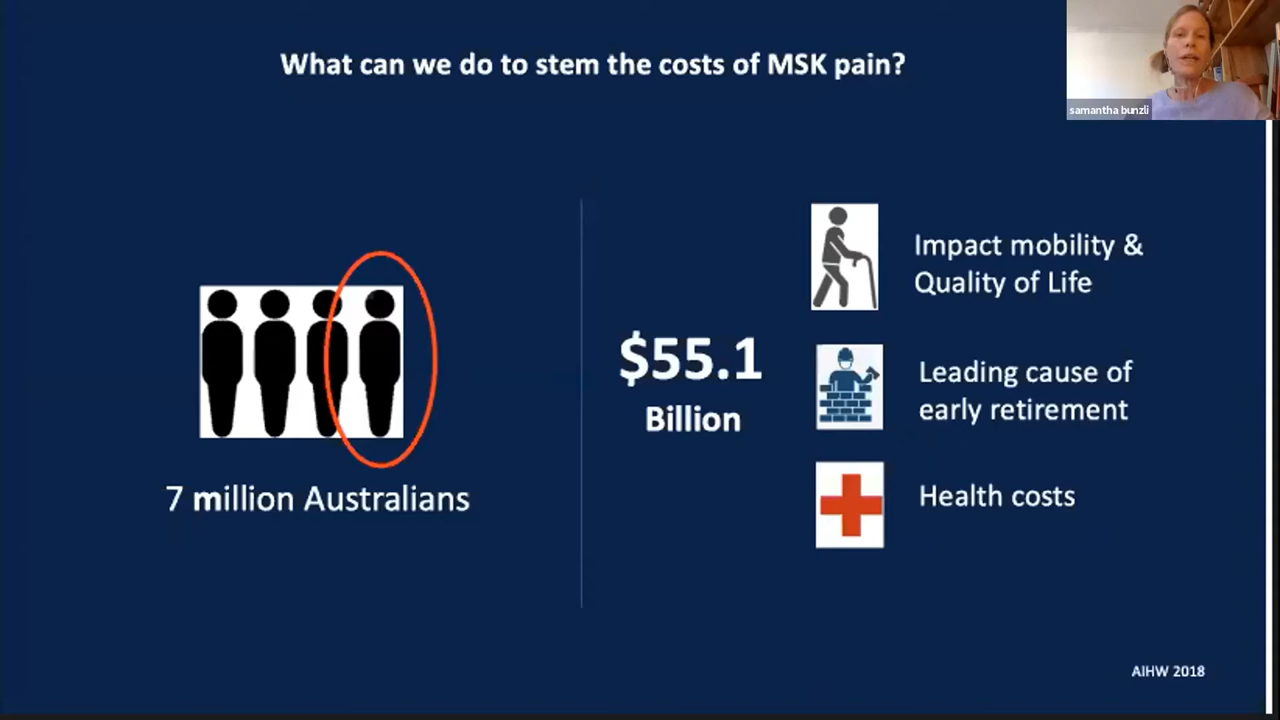 What can we do to stem the costs of MSK pain?
samantha bunzli
Impact mobility &
Quality of Life
$55.1
Billion
Leading cause of
early retirement
7 million Australians
Health costs
AIHW 2018